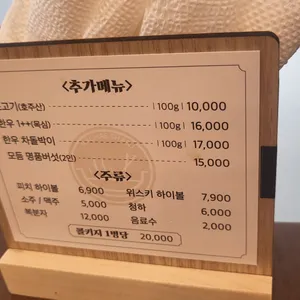 <추가메뉴>
고기(호주산) | 100g | 10,000
한우 1++(목심) | 100g | 16,000
한우 차돌박이 | 100g | 17,000
모듬 명품버섯(2인) 15,000
<주류>
피치 하이볼 6,900 위스키 하이볼 7,900
소주 / 맥주 5,000 청하 6,000
복분자 12,000 음료수 2,000
콜키지 1병당 20,000